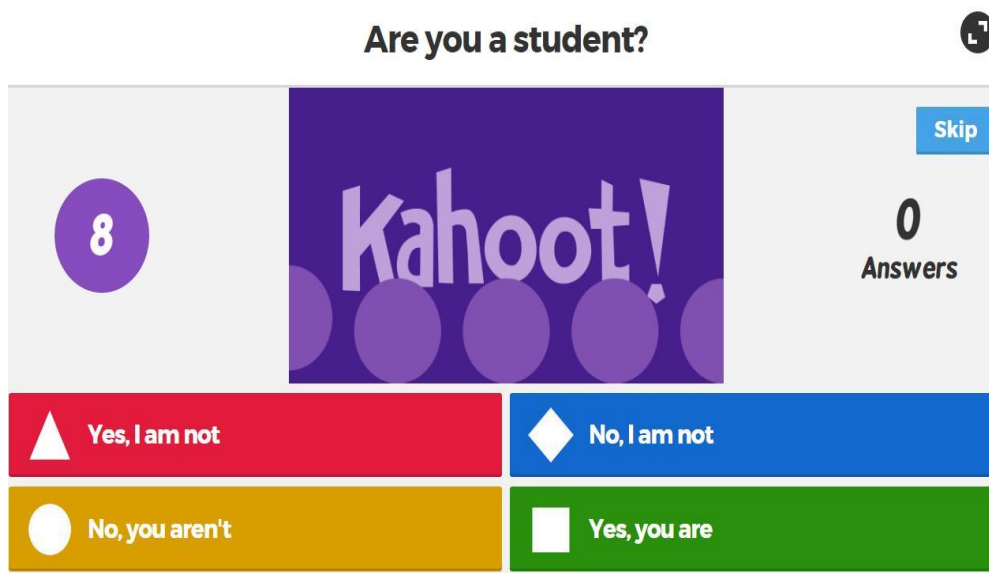 Are you a student?
Skip
8
Kahoot!
0
Answers
Yes, I am not
No, I am not
No, you aren't
Yes, you are